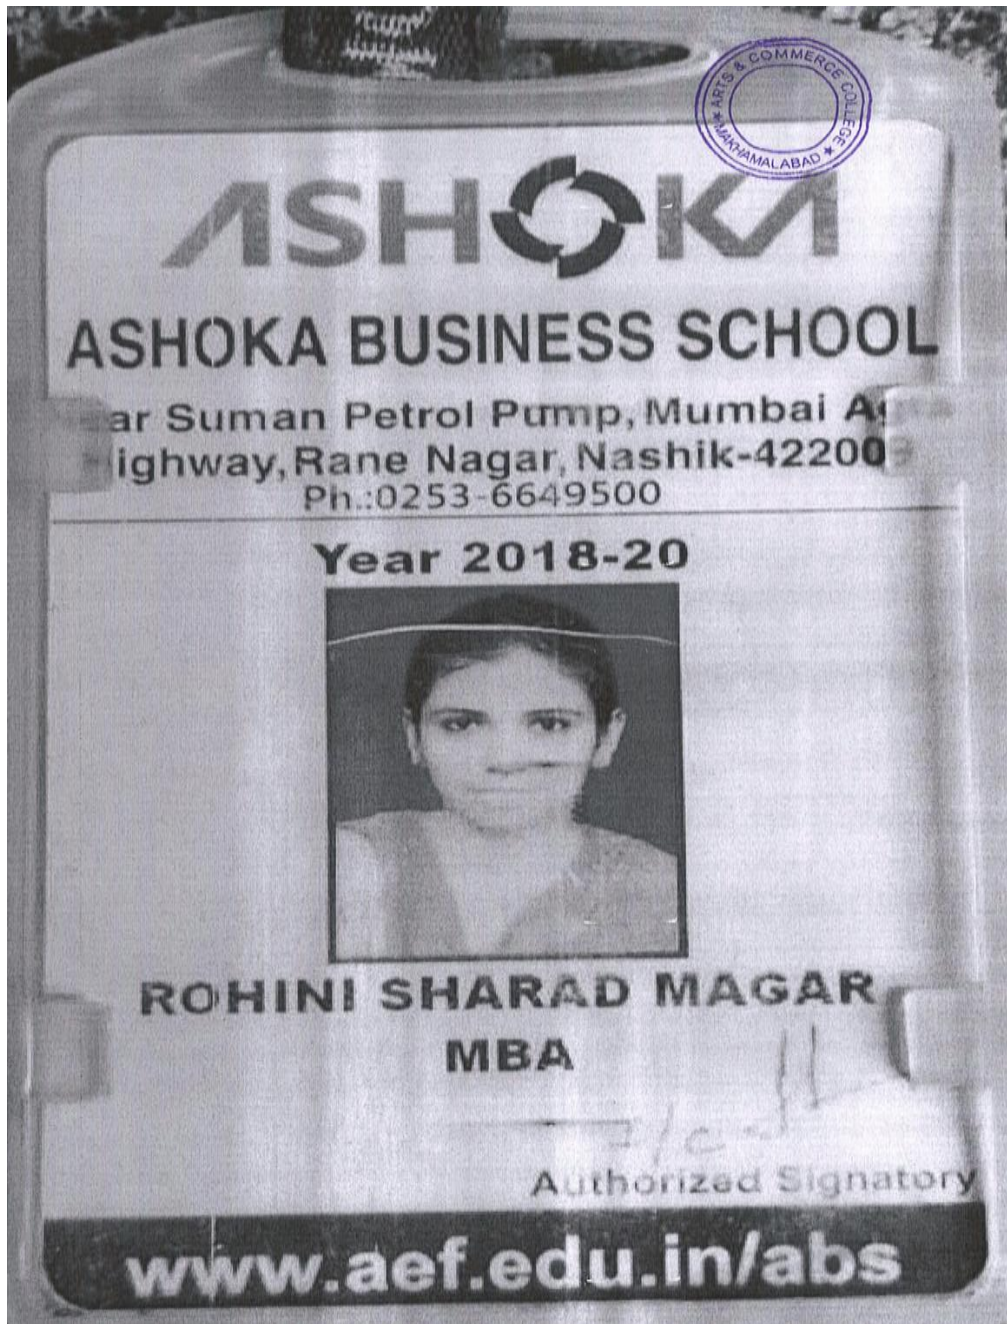 ARTS & COMMERCE COLLEGE
★ MAKHAMALABAD ★
ASHOKA
ASHOKA BUSINESS SCHOOL
ar Suman Petrol Pump, Mumbai
ighway, Rane Nagar, Nashik-42200
Ph.:0253-6649500
Year 2018-20
ROHINI SHARAD MAGAR
MBA
Authorized Signatory
www.aef.edu.in/abs